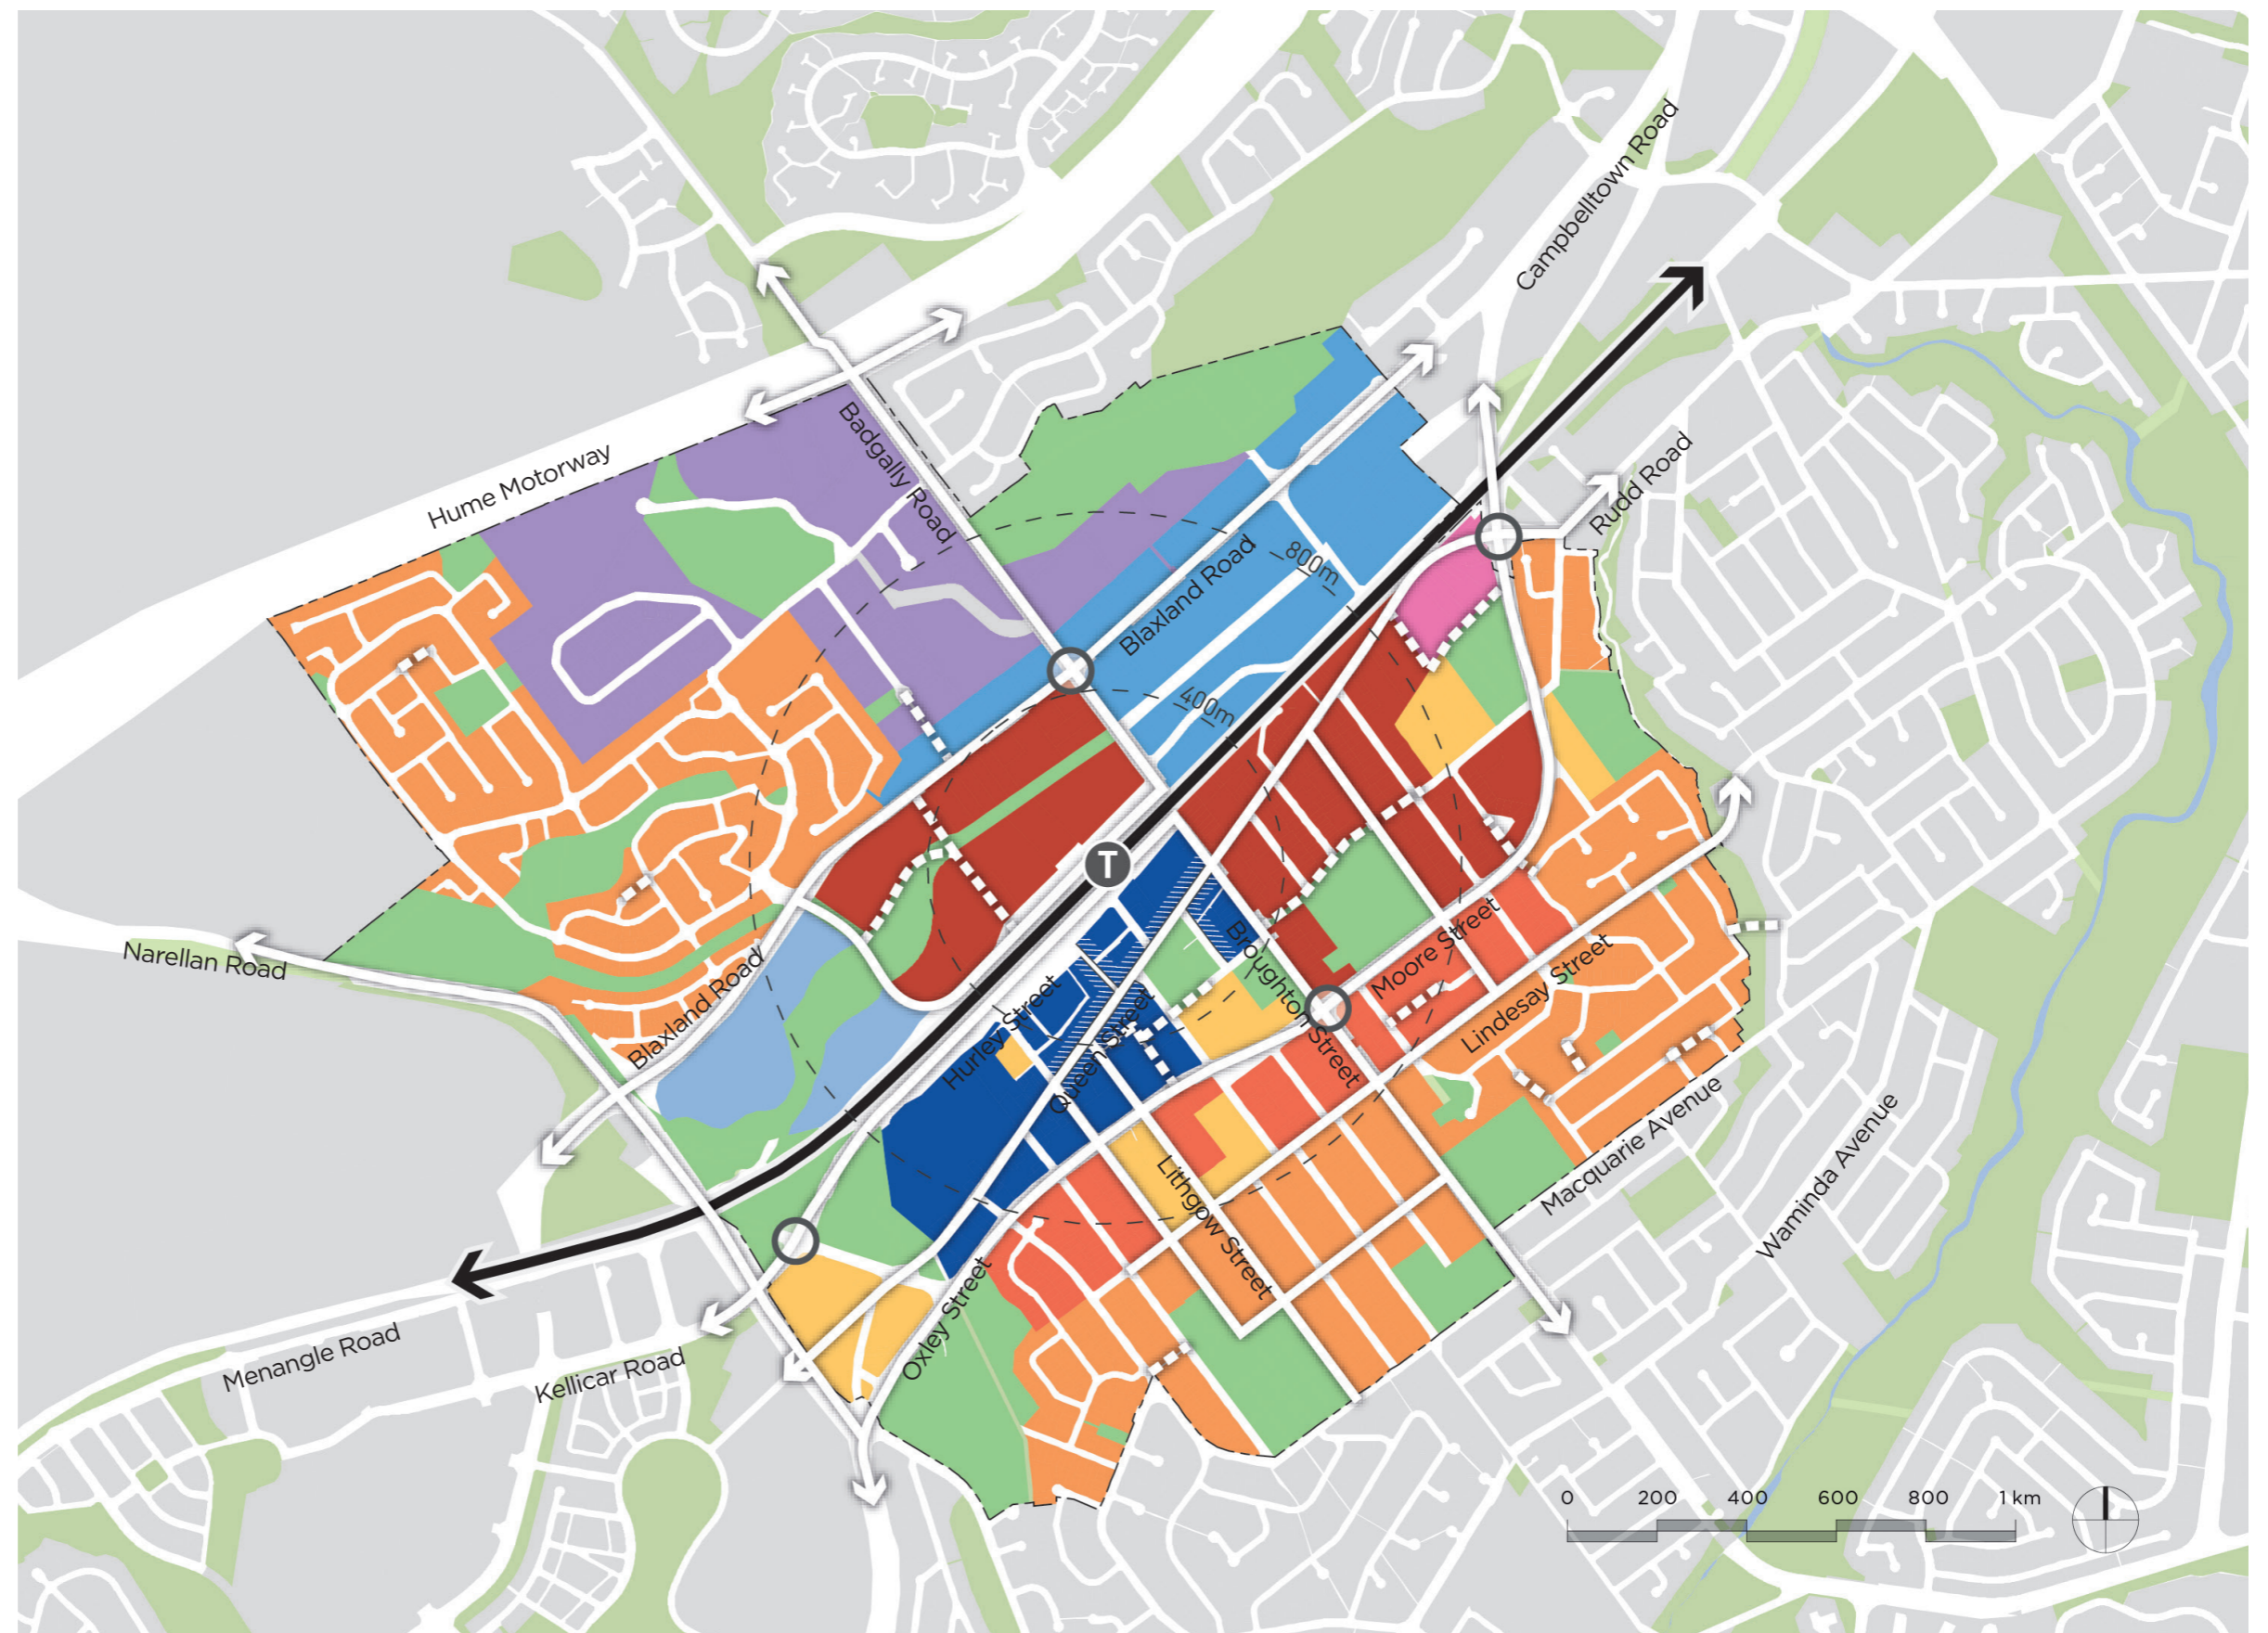 Campbelltown Road
Rudd Road
Badgally Road
Hume Motorway
800m
Blaxland Road
400m
T
Narellan Road
Blaxland Road
Broughton Street
Moore Street
Lindesay Street
Hurley Street
Queen Street
Macquarie Avenue
Waminda Avenue
Lithgow Street
Oxley Street
Menangle Road
Kellicar Road
0 200 400 600 800 1 km